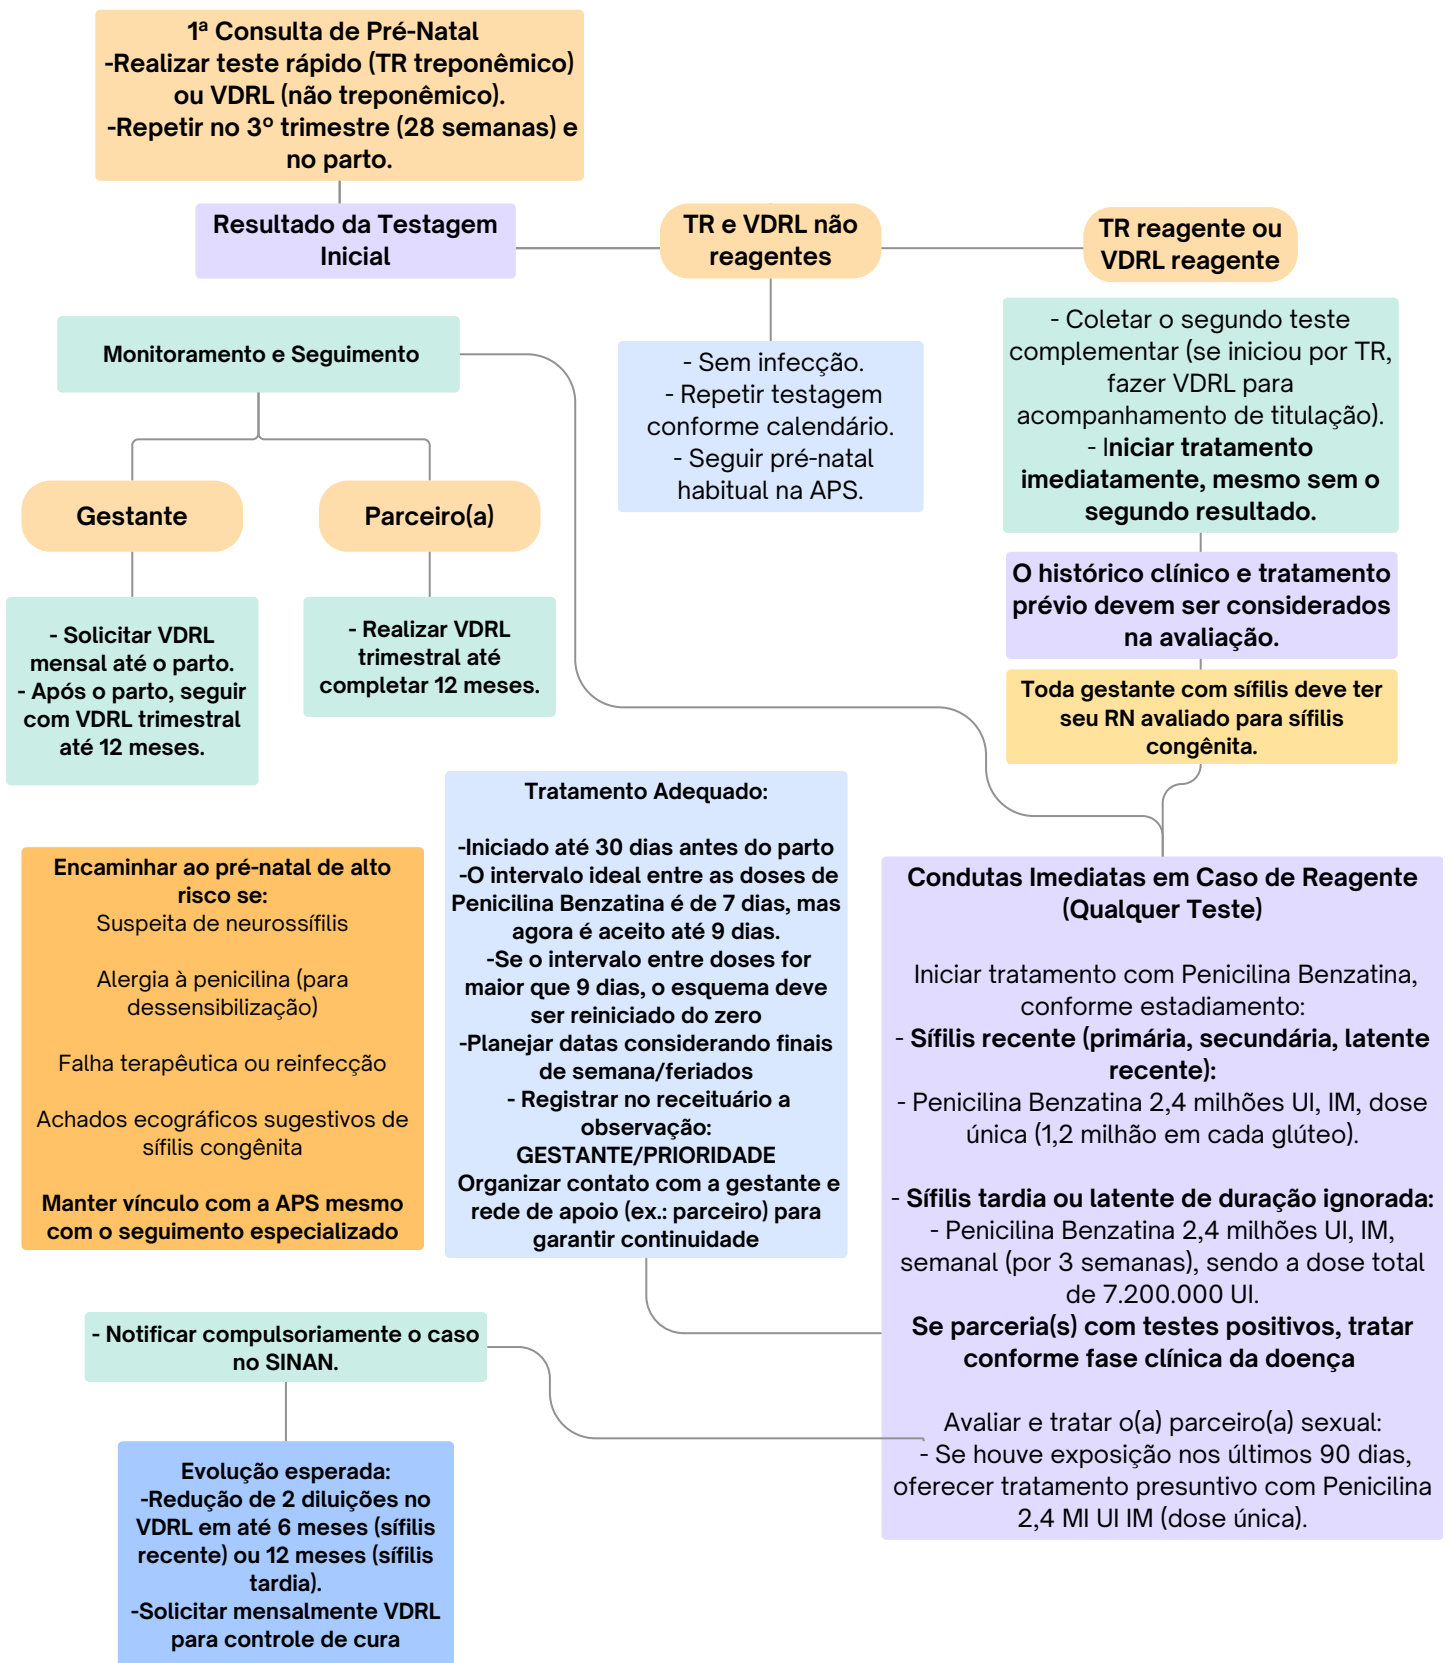 1ª Consulta de Pré-Natal
-Realizar teste rápido (TR treponêmico)
ou VDRL (não treponêmico).
-Repetir no 3º trimestre (28 semanas) e
no parto.
Resultado da Testagem
Inicial
TR e VDRL não
reagentes
TR reagente ou
VDRL reagente
Monitoramento e Seguimento
- Sem infecção.
- Repetir testagem
conforme calendário.
- Seguir pré-natal
habitual na APS.
- Coletar o segundo teste
complementar (se iniciou por TR,
fazer VDRL para
acompanhamento de titulação).
- Iniciar tratamento
imediatamente, mesmo sem o
segundo resultado.
Gestante
Parceiro(a)
O histórico clínico e tratamento
prévio devem ser considerados
na avaliação.
- Solicitar VDRL
mensal até o parto.
- Após o parto, seguir
com VDRL trimestral
até 12 meses.
- Realizar VDRL
trimestral até
completar 12 meses.
Toda gestante com sífilis deve ter
seu RN avaliado para sífilis
congênita.
Tratamento Adequado:
-Iniciado até 30 dias antes do parto
-O intervalo ideal entre as doses de
Penicilina Benzatina é de 7 dias, mas
agora é aceito até 9 dias.
-Se o intervalo entre doses for
maior que 9 dias, o esquema deve
ser reiniciado do zero
-Planejar datas considerando finais
de semana/feriados
- Registrar no receituário a
observação:
GESTANTE/PRIORIDADE
Organizar contato com a gestante e
rede de apoio (ex.: parceiro) para
garantir continuidade
Encaminhar ao pré-natal de alto
risco se:
Suspeita de neurossífilis
Alergia à penicilina (para
dessensibilização)
Falha terapêutica ou reinfecção
Achados ecográficos sugestivos de
sífilis congênita
Manter vínculo com a APS mesmo
com o seguimento especializado
Condutas Imediatas em Caso de Reagente
(Qualquer Teste)
Iniciar tratamento com Penicilina Benzatina,
conforme estadiamento:
- Sífilis recente (primária, secundária, latente
recente):
- Penicilina Benzatina 2,4 milhões UI, IM, dose
única (1,2 milhão em cada glúteo).
- Sífilis tardia ou latente de duração ignorada:
- Penicilina Benzatina 2,4 milhões UI, IM,
semanal (por 3 semanas), sendo a dose total
de 7.200.000 UI.
Se parceria(s) com testes positivos, tratar
conforme fase clínica da doença
Avaliar e tratar o(a) parceiro(a) sexual:
- Se houve exposição nos últimos 90 dias,
oferecer tratamento presuntivo com Penicilina
2,4 MI UI IM (dose única).
- Notificar compulsoriamente o caso
no SINAN.
Evolução esperada:
-Redução de 2 diluições no
VDRL em até 6 meses (sífilis
recente) ou 12 meses (sífilis
tardia).
-Solicitar mensalmente VDRL
para controle de cura